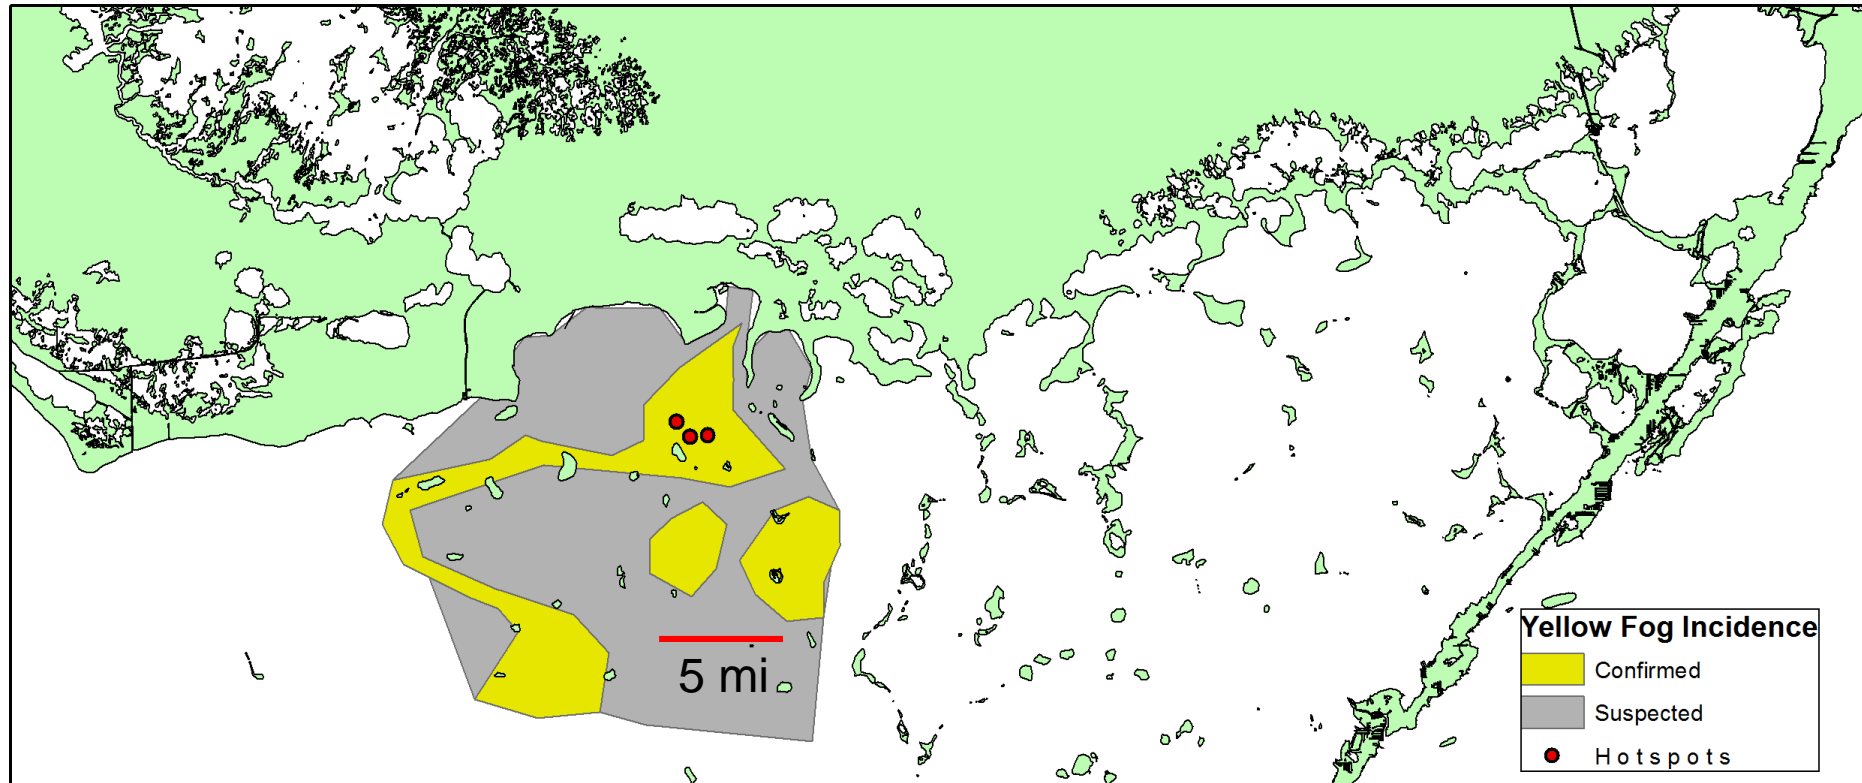 5 mi
Yellow Fog Incidence
Confirmed
Suspected
Hotspots